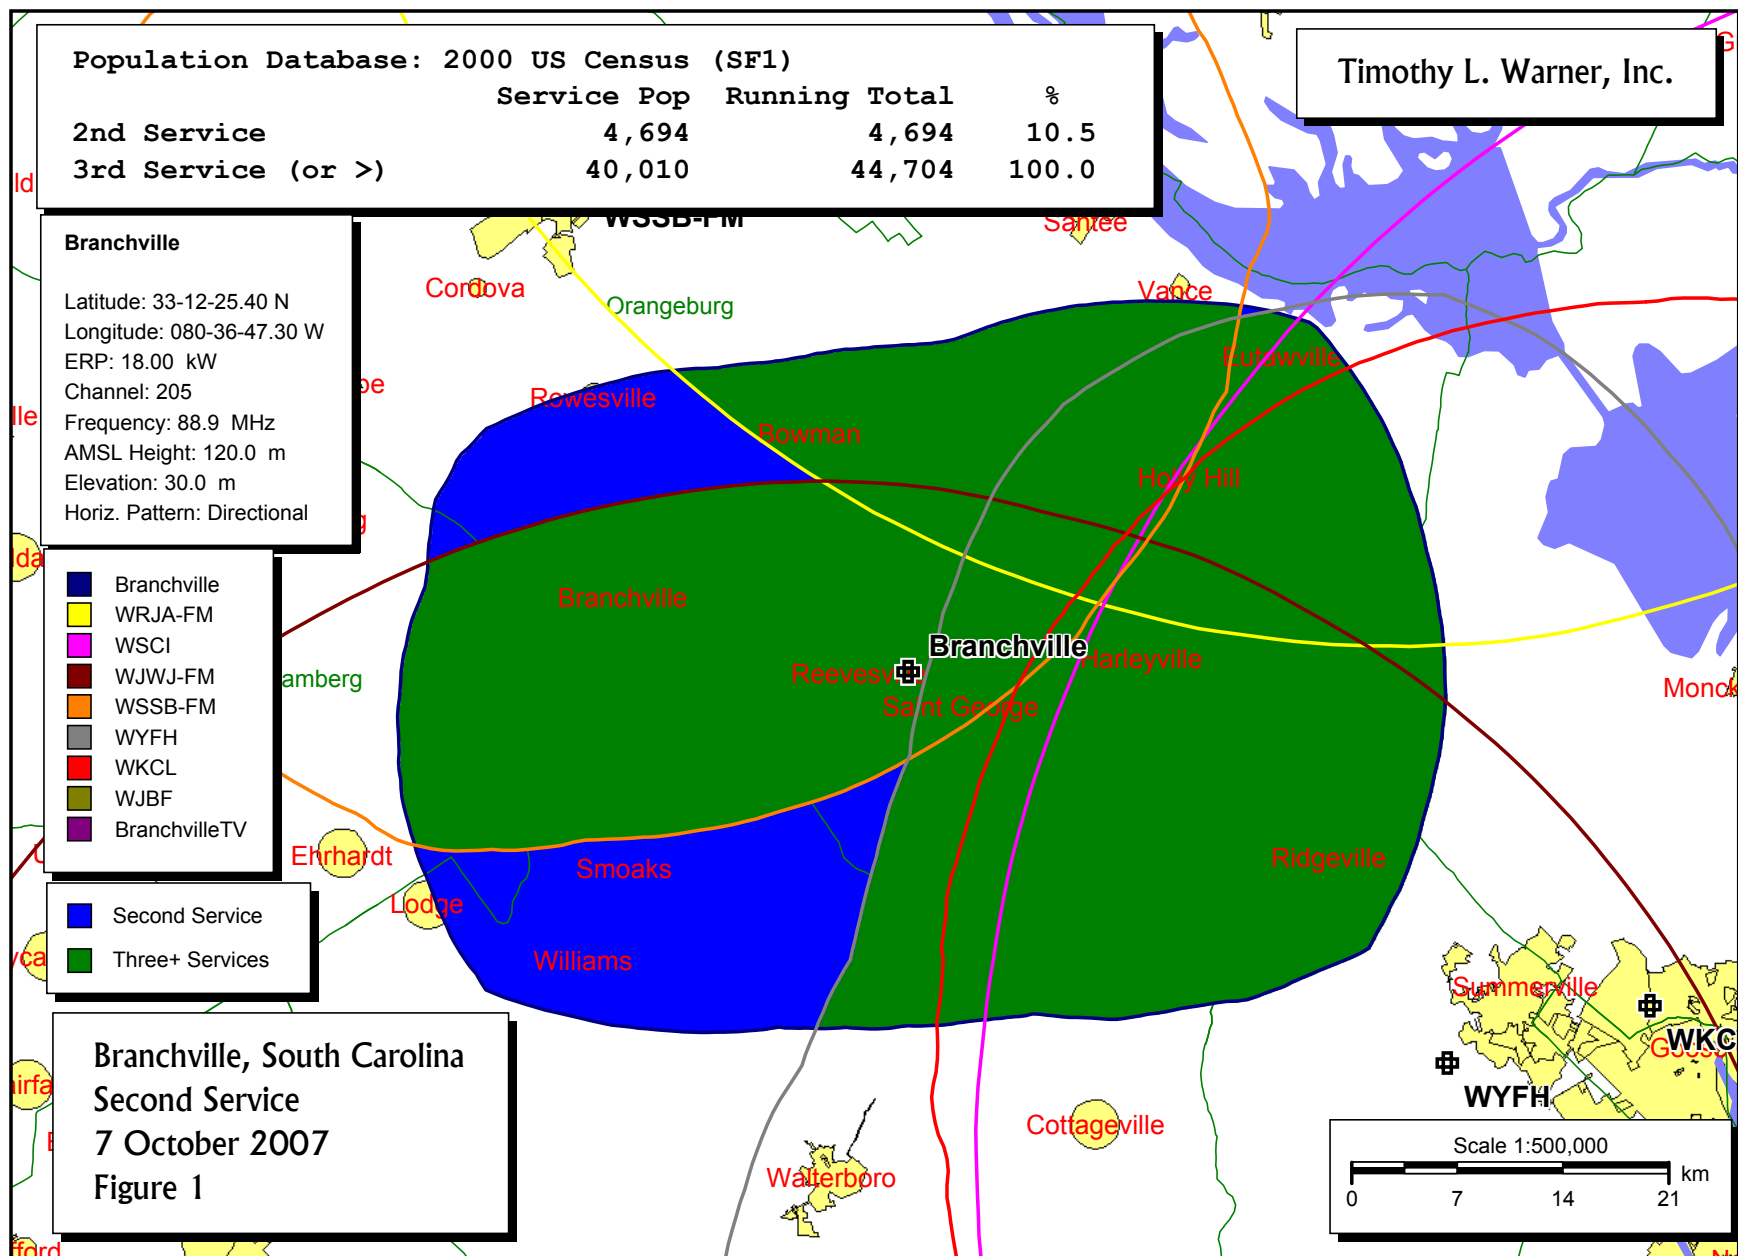 Population Database: 2000 US Census (SF1)
Service Pop Running Total %
2nd Service 4,694 4,694 10.5
3rd Service (or >) 40,010 44,704 100.0
Timothy L. Warner, Inc.
WSSB-FM
Santee
Branchville
Latitude: 33-12-25.40 N
Longitude: 080-36-47.30 W
ERP: 18.00 kW
Channel: 205
Frequency: 88.9 MHz
AMSL Height: 120.0 m
Elevation: 30.0 m
Horiz. Pattern: Directional
Cordova
Orangeburg
Vance
Eutawville
Rowesville
Bowman
Holly Hill
Branchville
WRJA-FM
WSCI
WJWJ-FM
WSSB-FM
WYFH
WKCL
WJBF
BranchvilleTV
Branchville
Branchville
Reevesville
Harleyville
Saint George
amberg
Monck
Ehrhardt
Smoaks
Ridgeville
Lodge
Williams
Second Service
Three+ Services
Summerville
WKC
Goose
WYFH
Cottageville
Walterboro
Branchville, South Carolina
Second Service
7 October 2007
Figure 1
Scale 1:500,000
km
0 7 14 21